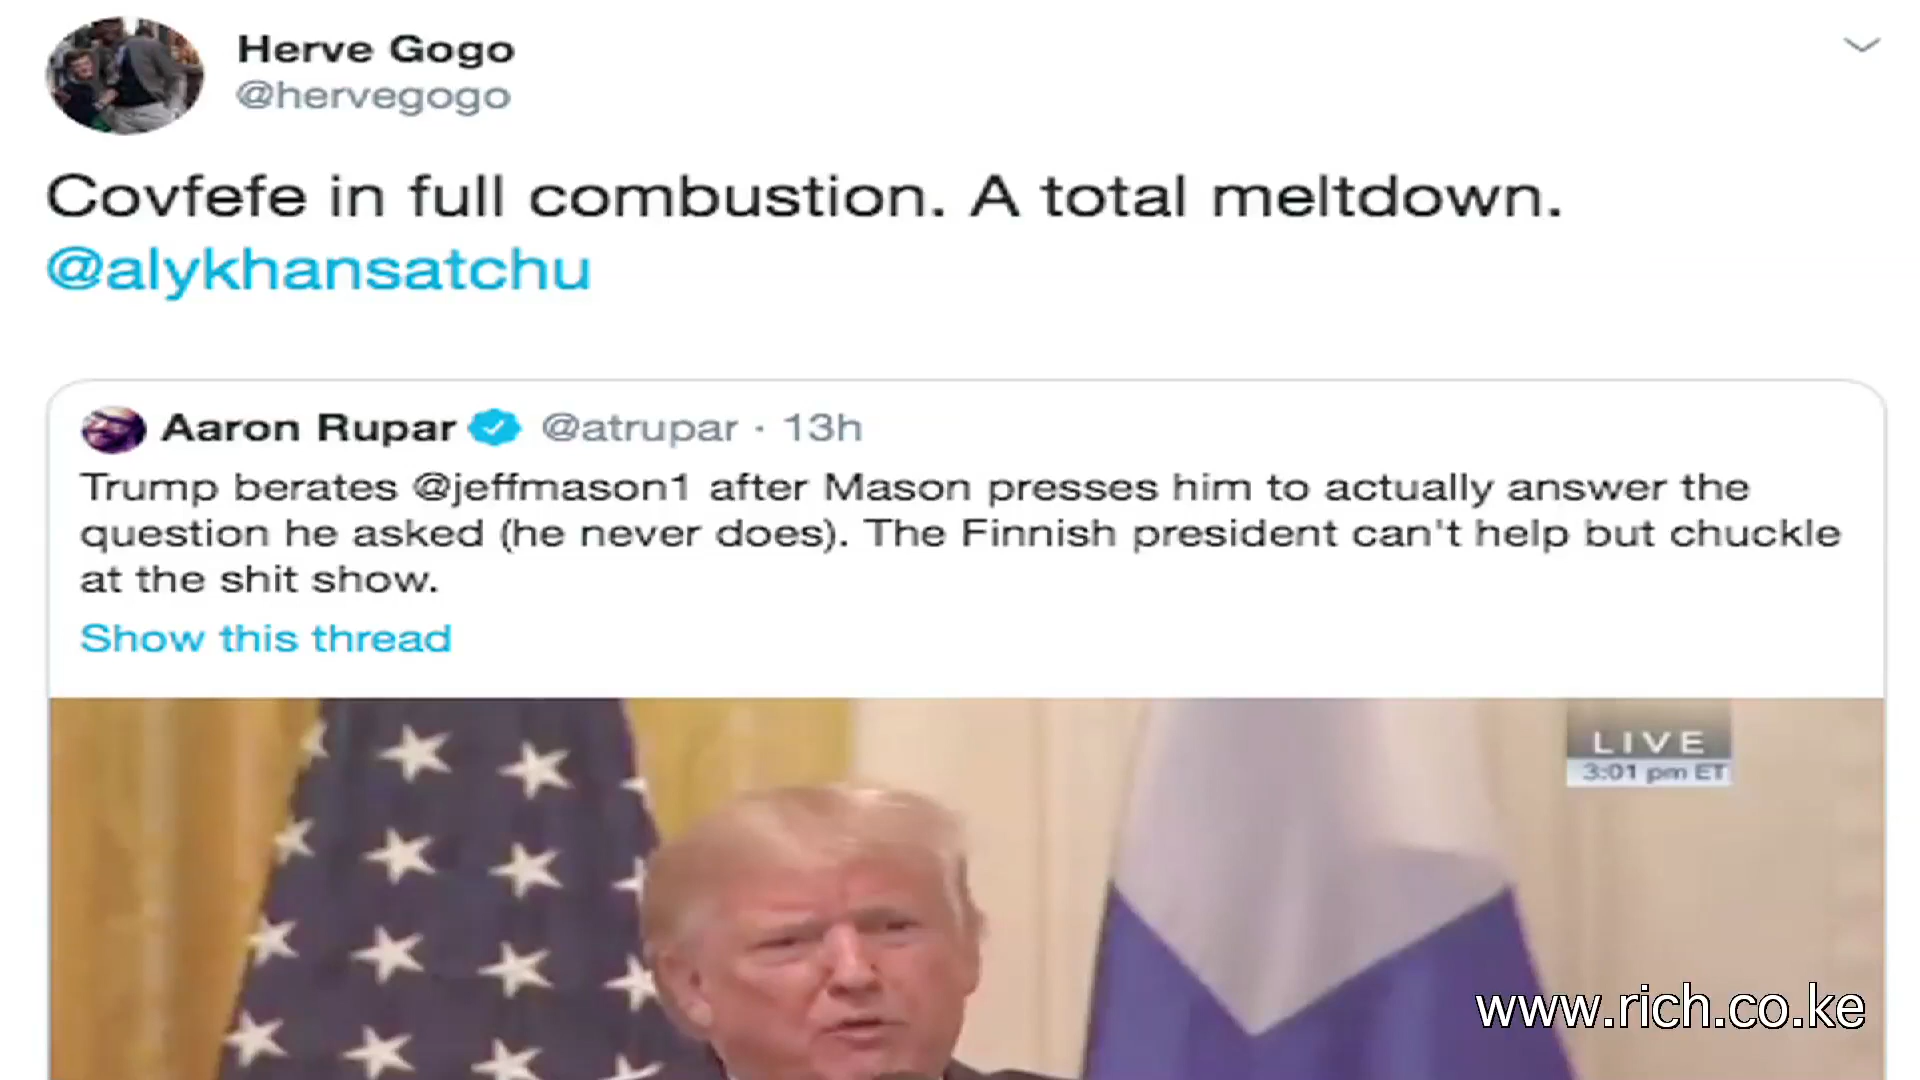 Herve Gogo
@hervegogo
Covfefe in full combustion. A total meltdown.
@alykhansatchu
Aaron Rupar @atrupar · 13h
Trump berates @jeffmason1 after Mason presses him to actually answer the
question he asked (he never does). The Finnish president can't help but chuckle
at the shit show.
Show this thread
LIVE
3:01 pm ET
www.rich.co.ke